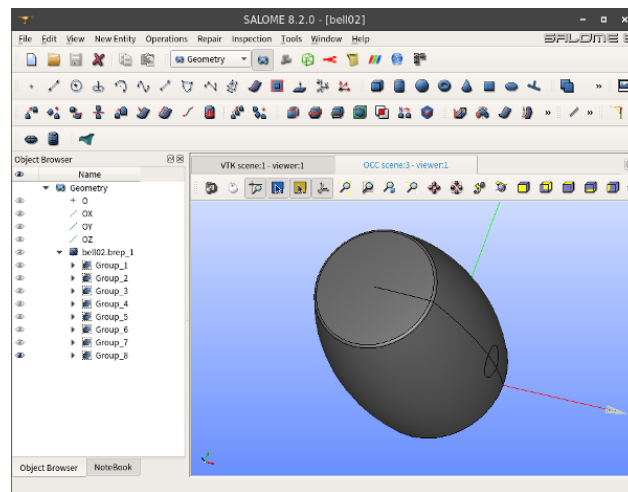 SALOME 8.2.0 - [bell02]
File Edit View New Entity Operations Repair Inspection Tools Window Help
SALOME
Geometry
Object Browser
VTK scene:1 - viewer:1 OCC scene:3 - viewer:1
Name
Geometry
O
OX
OY
OZ
bell02.brep_1
Group_1
Group_2
Group_3
Group_4
Group_5
Group_6
Group_7
Group_8
Object Browser NoteBook